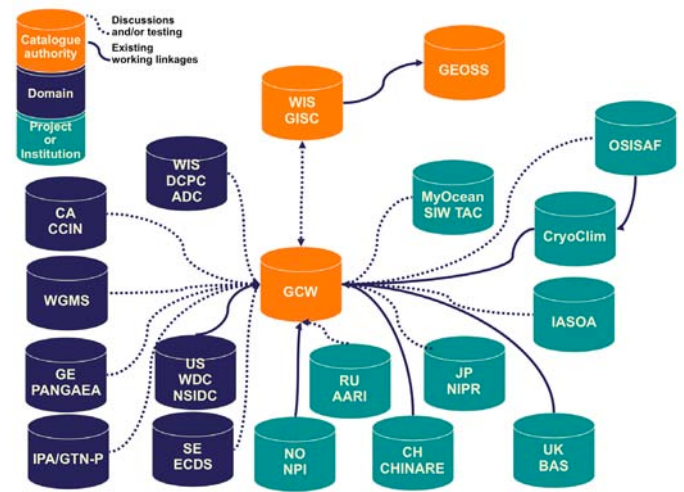 Catalogue
authority
Domain
Project
or
Institution
Discussions
and/or testing
Existing
working linkages
GEOSS
WIS
GISC
OSISAF
WIS
DCPC
ADC
MyOcean
SIW TAC
CA
CCIN
CryoClim
GCW
WGMS
IASOA
GE
PANGAEA
US
WDC
NSIDC
RU
AARI
JP
NIPR
IPA/GTN-P
SE
ECDS
NO
NPI
CH
CHINARE
UK
BAS